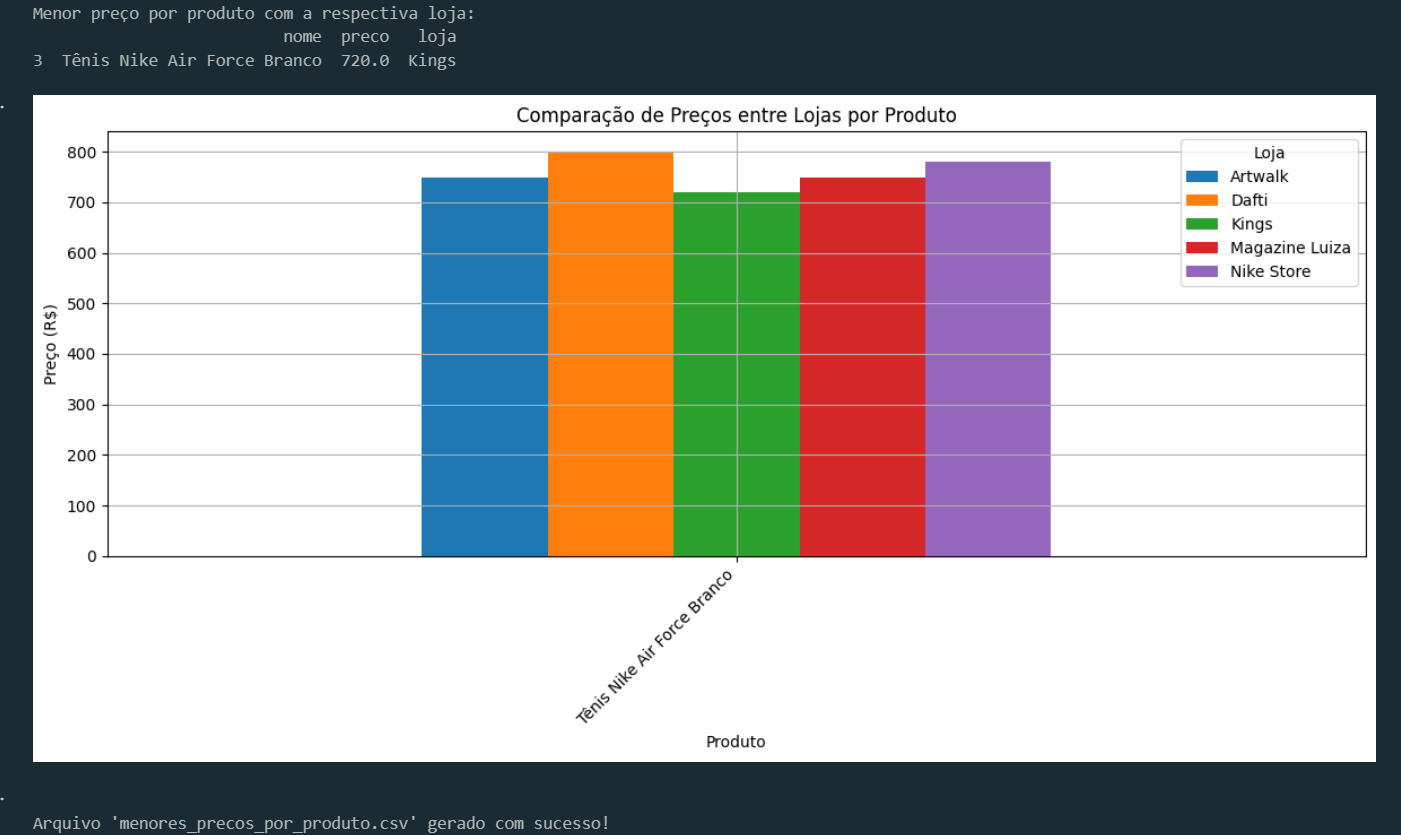 Menor preço por produto com a respectiva loja:
nome preco loja
3 Tênis Nike Air Force Branco 720.0 Kings
Comparação de Preços entre Lojas por Produto
800
700
600
500
400
300
200
100
0
Preço (R$)
Loja
Artwalk
Dafti
Kings
Magazine Luiza
Nike Store
Tênis Nike Air Force Branco
Produto
Arquivo 'menores_precos_por_produto.csv' gerado com sucesso!